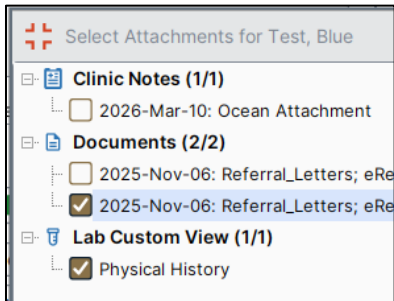 Select Attachments for Test, Blue
Clinic Notes (1/1)
2026-Mar-10: Ocean Attachment
Documents (2/2)
2025-Nov-06: Referral_Letters; eRe
2025-Nov-06: Referral_Letters; eRe
Lab Custom View (1/1)
Physical History